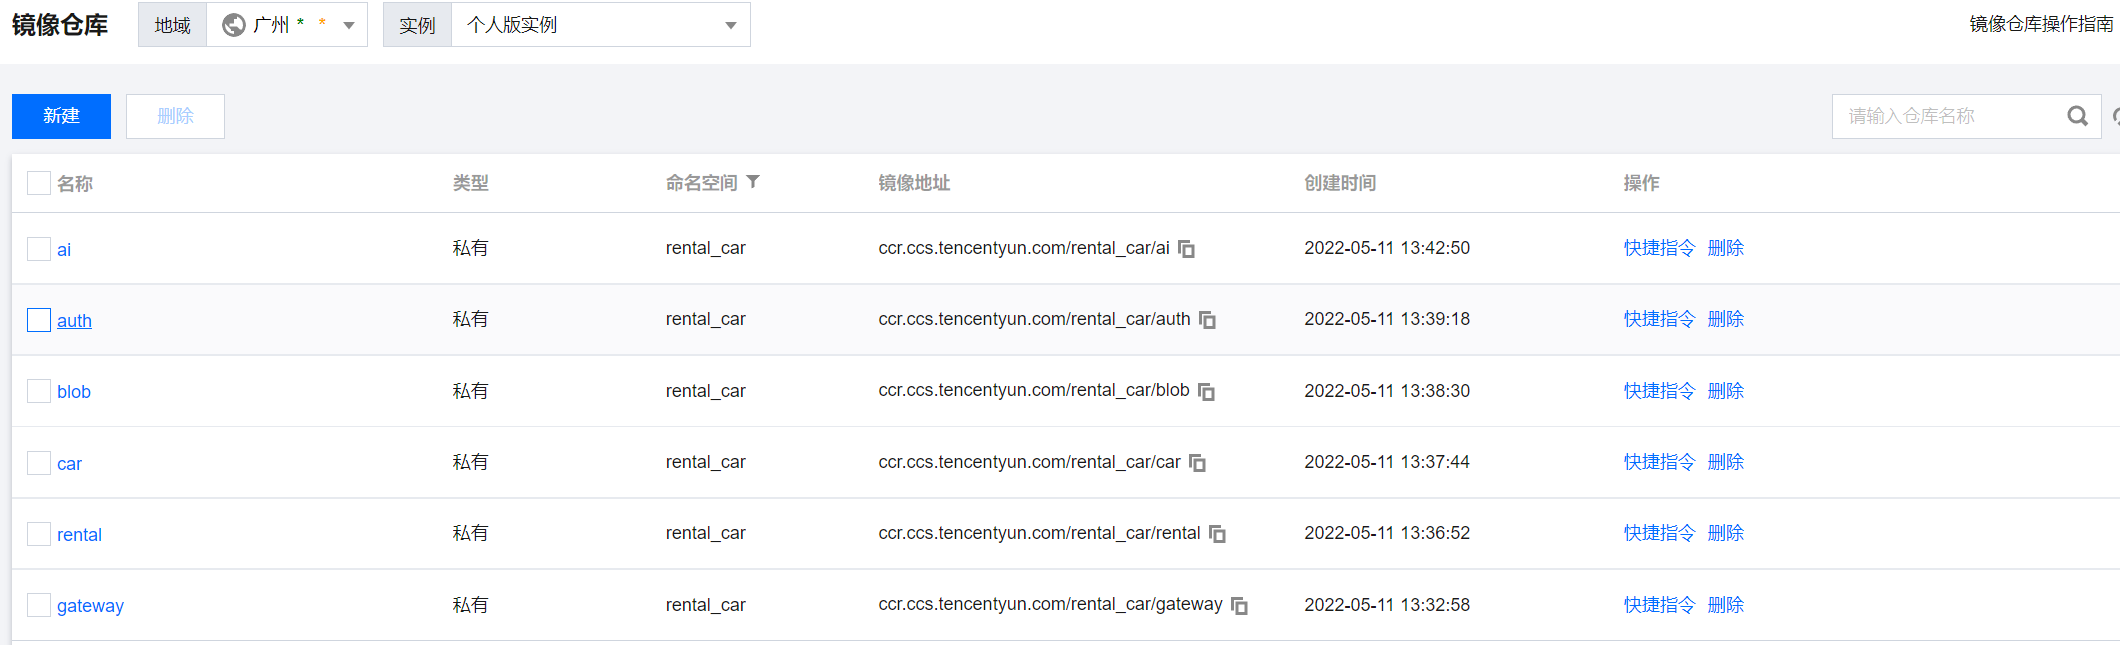 镜像仓库 地域 广州 * * 实例 个人版实例 镜像仓库操作指南
新建 删除 请输入仓库名称
名称 类型 命名空间 镜像地址 创建时间 操作
ai 私有 rental_car ccr.ccs.tencentyun.com/rental_car/ai 2022-05-11 13:42:50 快捷指令 删除
auth 私有 rental_car ccr.ccs.tencentyun.com/rental_car/auth 2022-05-11 13:39:18 快捷指令 删除
blob 私有 rental_car ccr.ccs.tencentyun.com/rental_car/blob 2022-05-11 13:38:30 快捷指令 删除
car 私有 rental_car ccr.ccs.tencentyun.com/rental_car/car 2022-05-11 13:37:44 快捷指令 删除
rental 私有 rental_car ccr.ccs.tencentyun.com/rental_car/rental 2022-05-11 13:36:52 快捷指令 删除
gateway 私有 rental_car ccr.ccs.tencentyun.com/rental_car/gateway 2022-05-11 13:32:58 快捷指令 删除